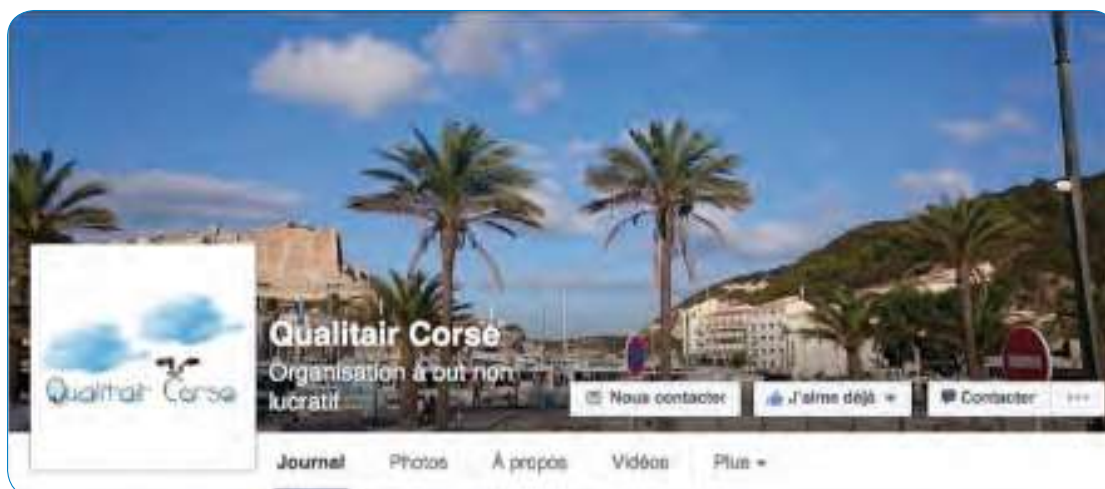 Qualitair Corse
Qualitair Corse
Organisation à but non
lucratif
Nous contacter
J'aime déjà
Contacter
Journal
Photos
À propos
Vidéos
Plus